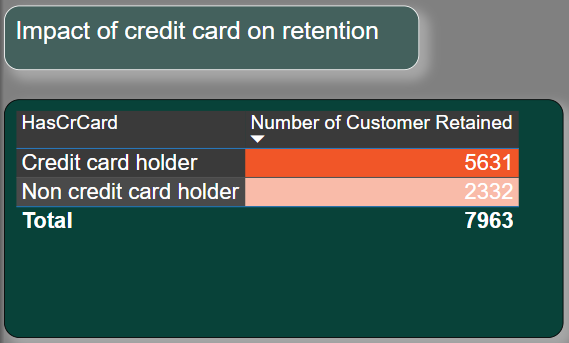 Impact of credit card on retention
HasCrCard Number of Customer Retained
Credit card holder 5631
Non credit card holder 2332
Total 7963